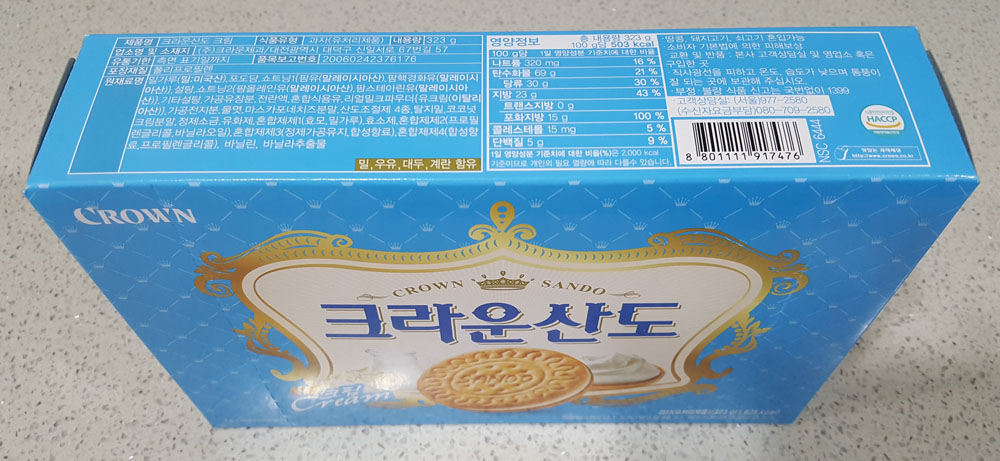 제품명 크라운산도 크림 식품유형 과자(유처리제품) 내용량 323 g
업소명 및 소재지 (주)크라운제과/대전광역시 대덕구 신일서로 67번길 57
유통기한 측면 표기일까지 품목보고번호 20060242376176
포장재질 폴리프로필렌
원재료명 밀가루(밀/미국산), 포도당, 쇼트닝1(팜유(말레이시아산), 팜핵경화유(말레이시
아산)), 설탕, 쇼트닝2(팜올레인유(말레이시아산), 팜스테아린유(말레이시아
산)), 기타설탕, 가공유장분, 전란액, 혼합식용유, 리얼밀크파우더(유크림(이탈리
아산)), 가공전지분, 물엿, 마스카포네치즈분말, 산도조절제 4종, 탈지밀, 코코넛
크림분말, 정제소금, 유화제, 혼합제제1(효모, 밀가루), 효소제, 혼합제제2(프로필
렌글리콜, 바닐라오일), 혼합제제3(정제가공유지, 합성향료), 혼합제제4(합성향
료, 프로필렌글리콜), 바닐린, 바닐라추출물
밀, 우유, 대두, 계란 함유
영양정보 총 내용량 323 g
100 g당 503 kcal
100 g당 1일 영양성분 기준치에 대한 비율
나트륨 320 mg 16 %
탄수화물 69 g 21 %
당류 30 g 30 %
지방 23 g 43 %
트랜스지방 0 g
포화지방 15 g 100 %
콜레스테롤 15 mg 5 %
단백질 5 g 9 %
1일 영양성분 기준치에 대한 비율(%)은 2,000 kcal
기준이므로 개인의 필요 열량에 따라 다를수 있습니다.
·땅콩, 돼지고기, 쇠고기 혼입가능
·소비자 기본법에 의한 피해보상
·교환 및 반품 : 본사 고객상담실 및 영업소 혹은
구입한 곳
·직사광선을 피하고 온도, 습도가 낮으며 통풍이
잘 되는 곳에 보관해 주십시오.
·부정·불량 식품 신고는 국번없이 1399
·고객상담실: (서울)977-2580
(수신자요금부담)080-709-2580
8 801111 917476
NSC 6444
HACCP
맛있는 과자세상
http://www.crown.co.kr
CROWN
CROWN SANDO
크라운산도
SANDO
크림
Cream